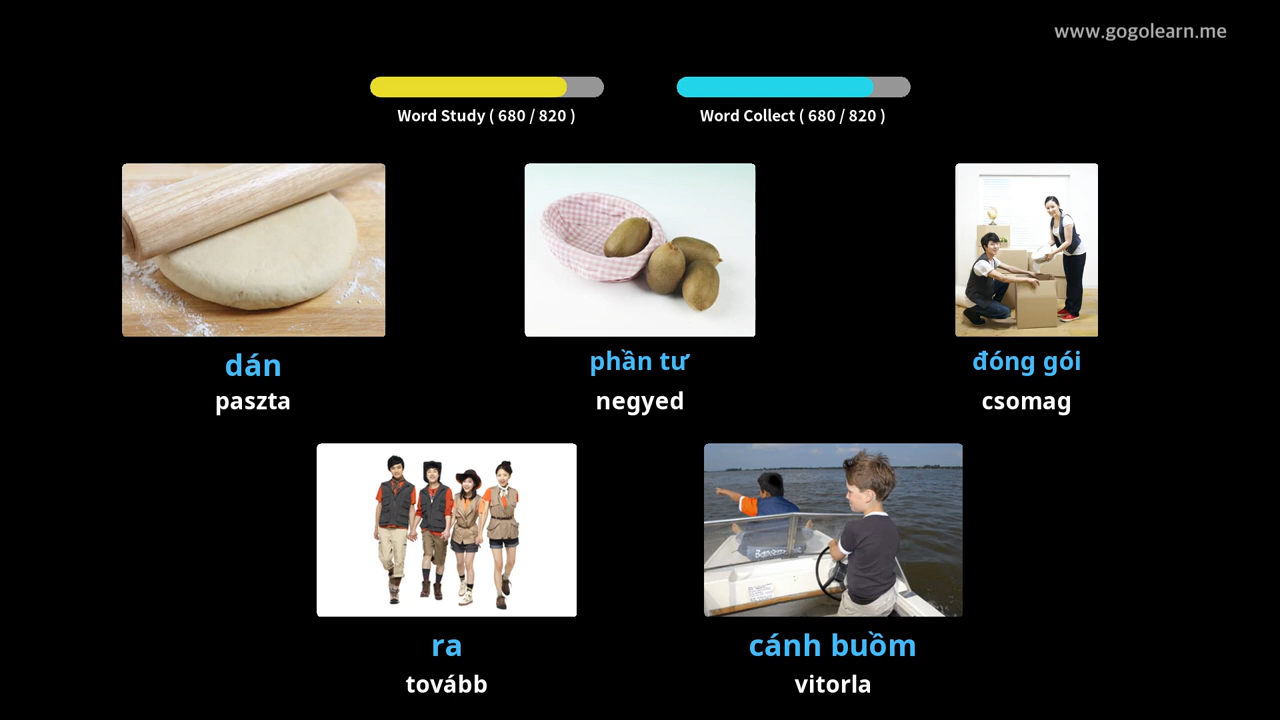 www.gogolearn.me
Word Study ( 680 / 820 )
Word Collect ( 680 / 820 )
dán
paszta
phần tư
negyed
đóng gói
csomag
ra
tovább
cánh buồm
vitorla